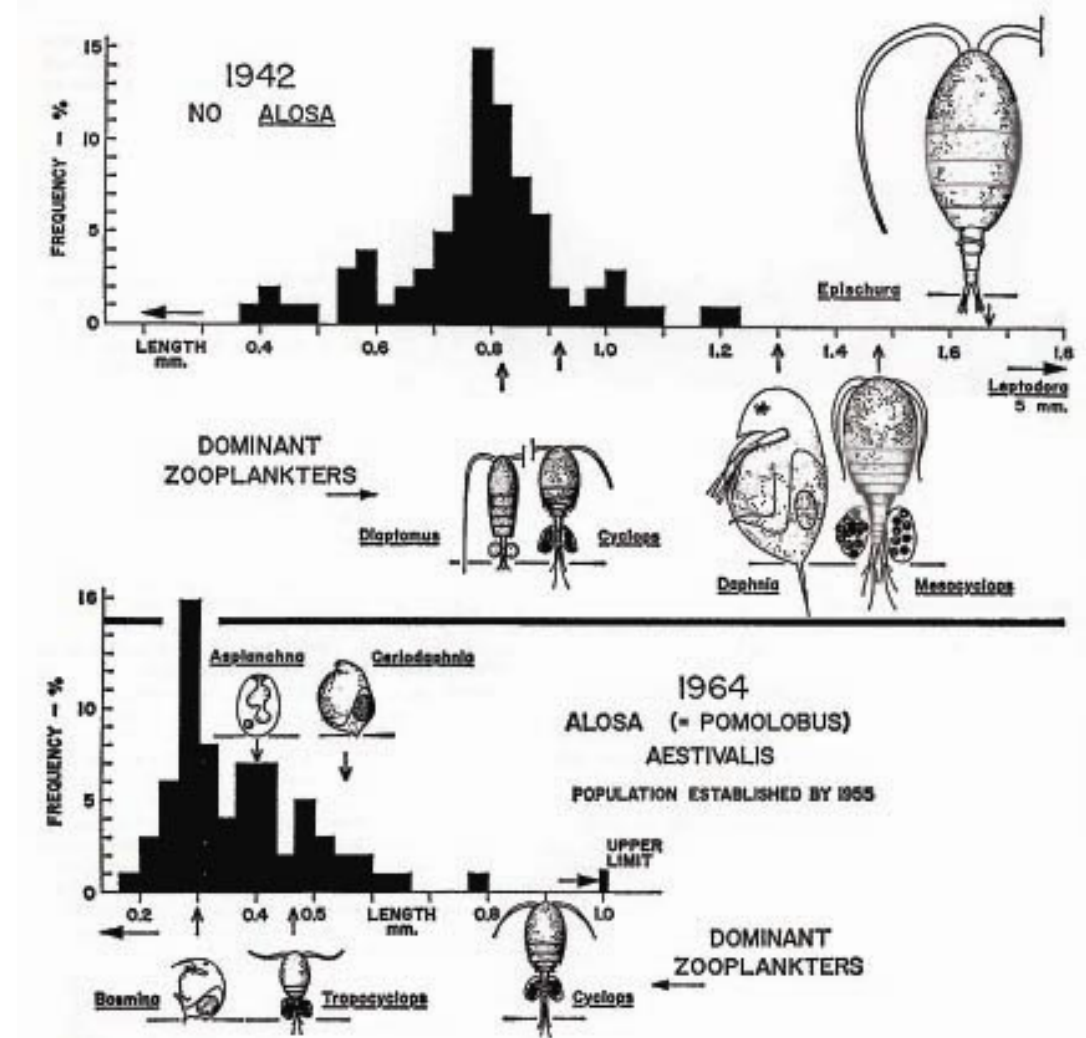 15
10
5
0
FREQUENCY – %
1942
NO ALOSA
Epischura
LENGTH mm.
0.4 0.6 0.8 1.0 1.2 1.4 1.6 1.8
Leptodora
5 mm.
DOMINANT
ZOOPLANKTERS
Diaptomus
Cyclops
Daphnia
Mesocyclops
16
10
5
0
FREQUENCY – %
Asplanchna
Ceriodaphnia
1964
ALOSA (= POMOLOBUS)
AESTIVALIS
POPULATION ESTABLISHED BY 1955
UPPER
LIMIT
0.2 0.4 0.5 LENGTH mm. 0.8 1.0
DOMINANT
ZOOPLANKTERS
Bosmina
Tropocyclops
Cyclops